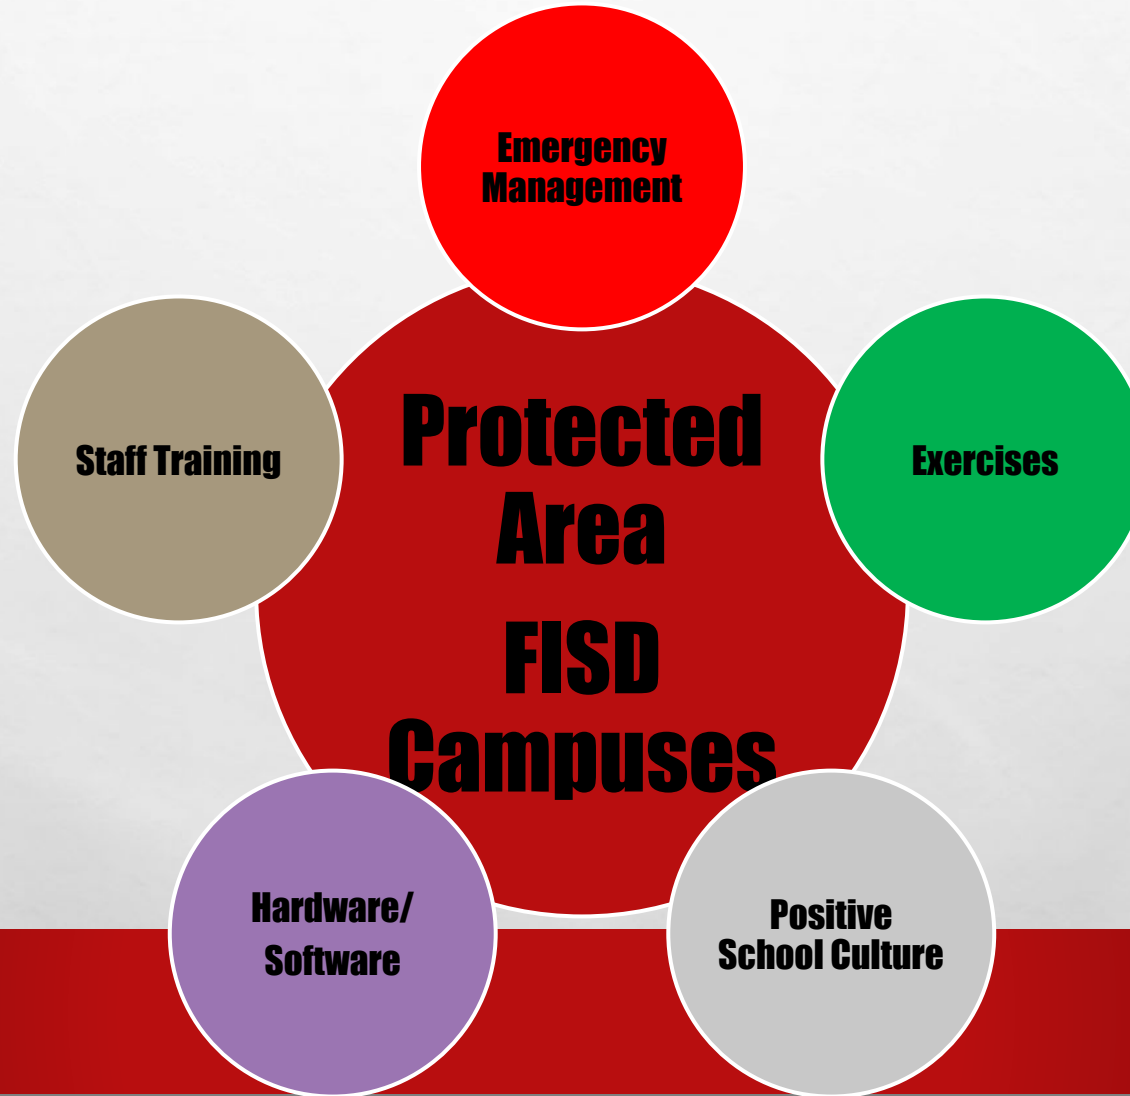 Emergency
Management
Staff Training
Protected
Area
FISD
Campuses
Exercises
Hardware/
Software
Positive
School Culture